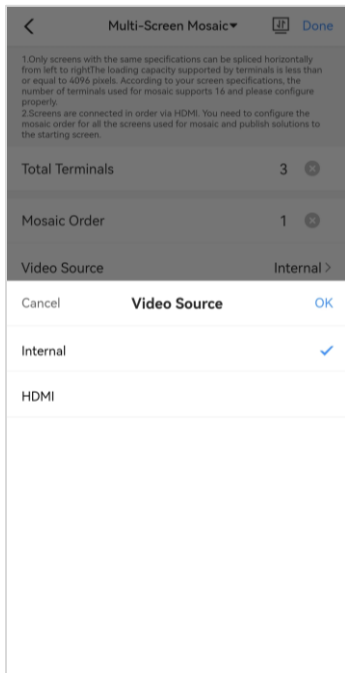 Multi-Screen Mosaic▾ Done
1.Only screens with the same specifications can be spliced horizontally
from left to rightThe loading capacity supported by terminals is less than
or equal to 4096 pixels. According to your screen specifications, the
number of terminals used for mosaic supports 16 and please configure
properly.
2.Screens are connected in order via HDMI. You need to configure the
mosaic order for all the screens used for mosaic and publish solutions to
the starting screen.
Total Terminals 3
Mosaic Order 1
Video Source Internal >
Cancel Video Source OK
Internal
HDMI